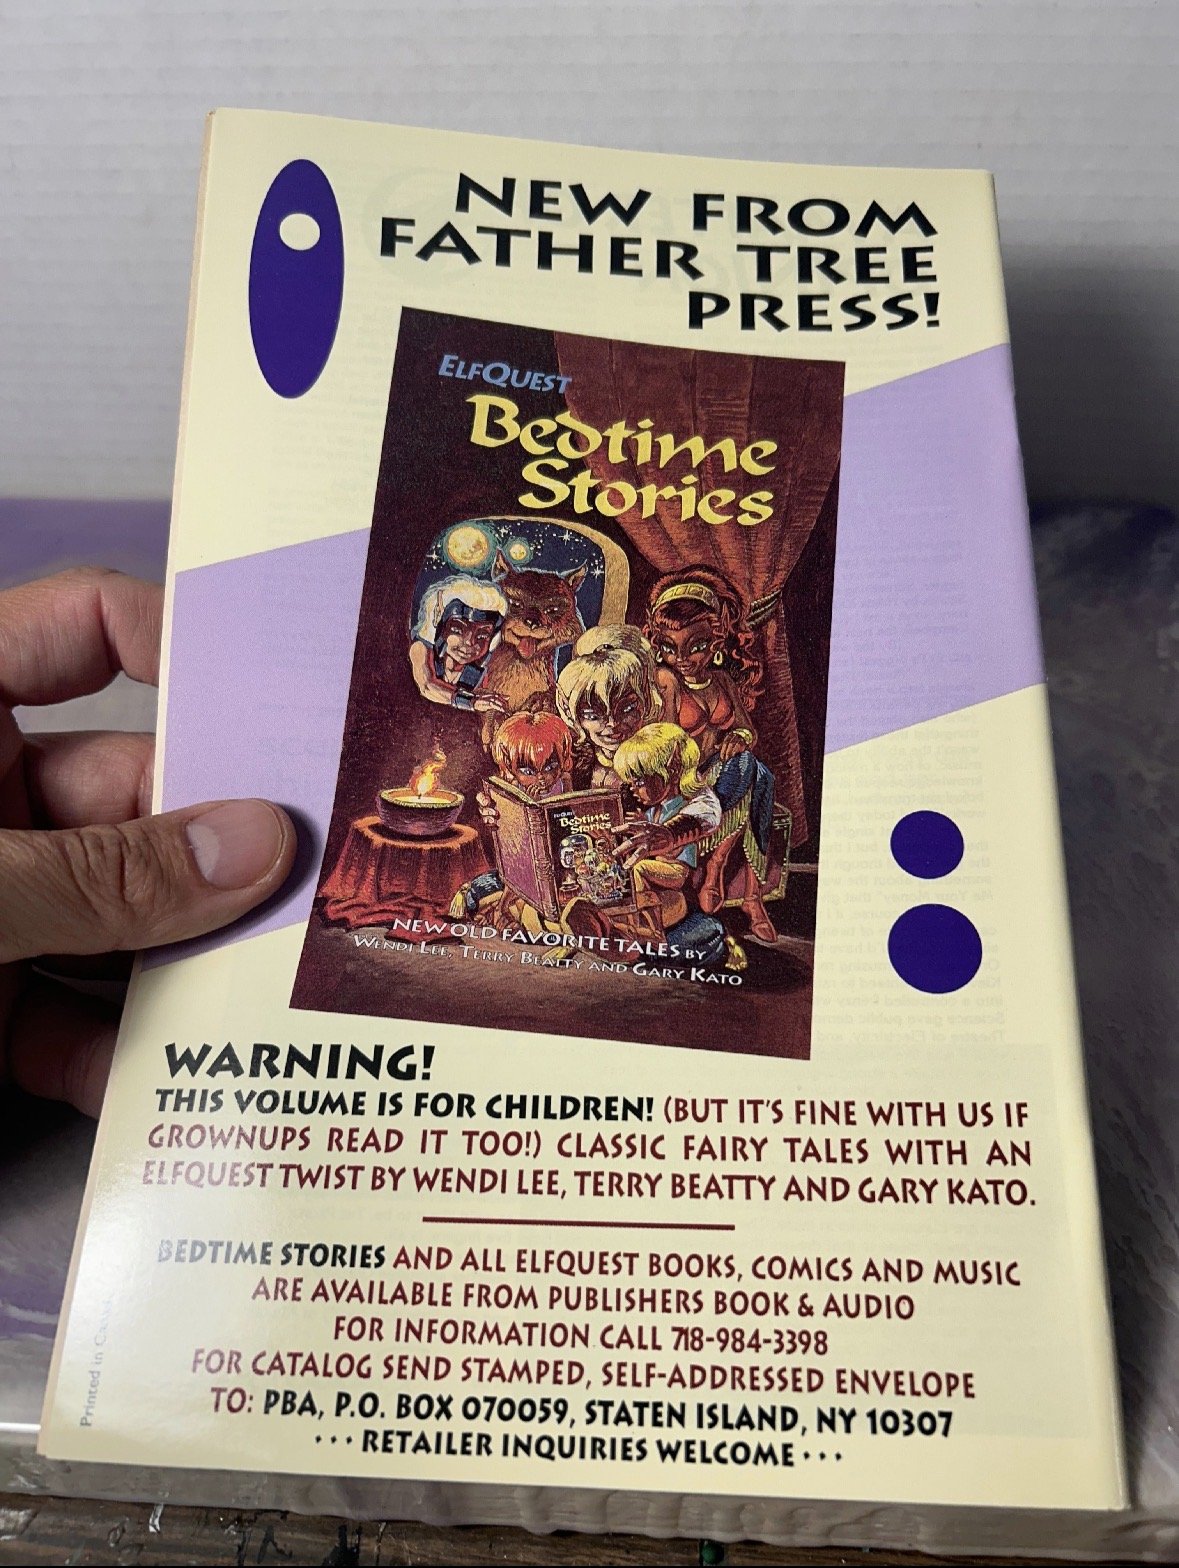 NEW FROM
FATHER TREE
PRESS!
ELFQUEST
Bedtime
Stories
Bedtime
Stories
NEW OLD FAVORITE TALES BY
WENDI LEE, TERRY BEATTY AND GARY KATO
WARNING!
THIS VOLUME IS FOR CHILDREN! (BUT IT'S FINE WITH US IF
GROWNUPS READ IT TOO!) CLASSIC FAIRY TALES WITH AN
ELFQUEST TWIST BY WENDI LEE, TERRY BEATTY AND GARY KATO.
BEDTIME STORIES AND ALL ELFQUEST BOOKS, COMICS AND MUSIC
ARE AVAILABLE FROM PUBLISHERS BOOK & AUDIO
FOR INFORMATION CALL 718-984-3398
FOR CATALOG SEND STAMPED, SELF-ADDRESSED ENVELOPE
TO: PBA, P.O. BOX 070059, STATEN ISLAND, NY 10307
··· RETAILER INQUIRIES WELCOME ···
Printed in